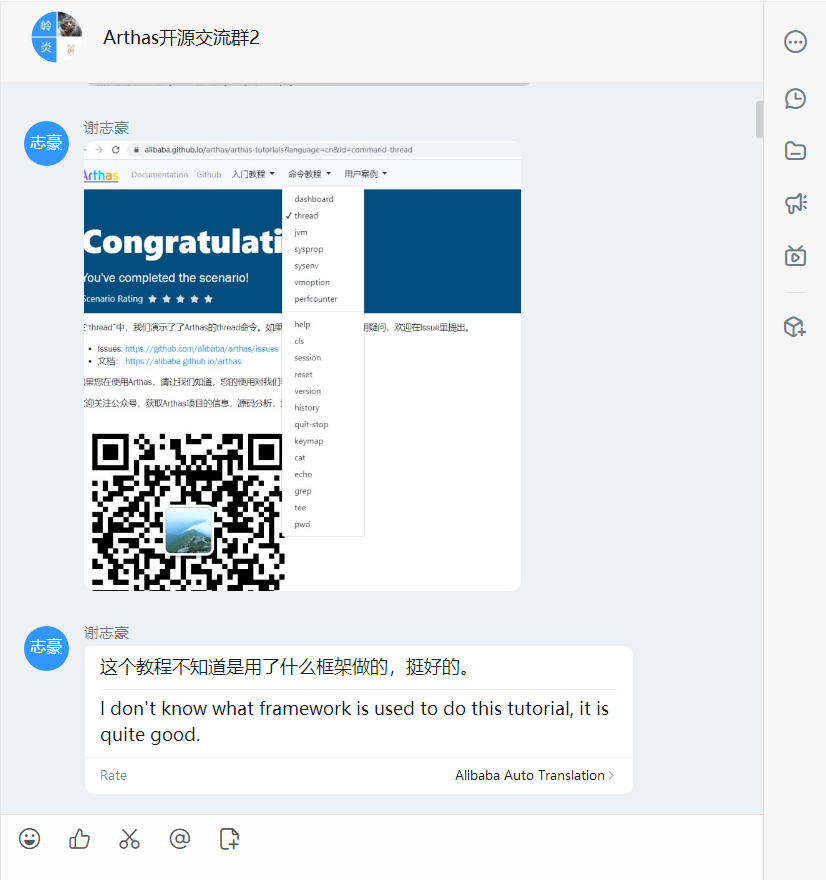 岭
炎
Arthas开源交流群2
志豪
谢志豪
alibaba.github.io/arthas/arthas-tutorials?language=cn&id=command-thread
Arthas Documentation Github 入门教程 命令教程 用户案例
dashboard
✓ thread
jvm
sysprop
sysenv
vmoption
perfcounter
help
cls
session
reset
version
history
quit-stop
keymap
cat
echo
grep
tee
pwd
Congratulati
You've completed the scenario!
Scenario Rating ★ ★ ★ ★ ★
“thread”中，我们演示了了Arthas的thread命令。如果 用疑问，欢迎在Issue里提出。
• Issues: https://github.com/alibaba/arthas/issues
• 文档： https://alibaba.github.io/arthas
果您在使用Arthas，请让我们知道，您的使用对我们
欢迎关注公众号，获取Arthas项目的信息，源码分析，
志豪
谢志豪
这个教程不知道是用了什么框架做的，挺好的。
I don't know what framework is used to do this tutorial, it is
quite good.
Rate Alibaba Auto Translation >